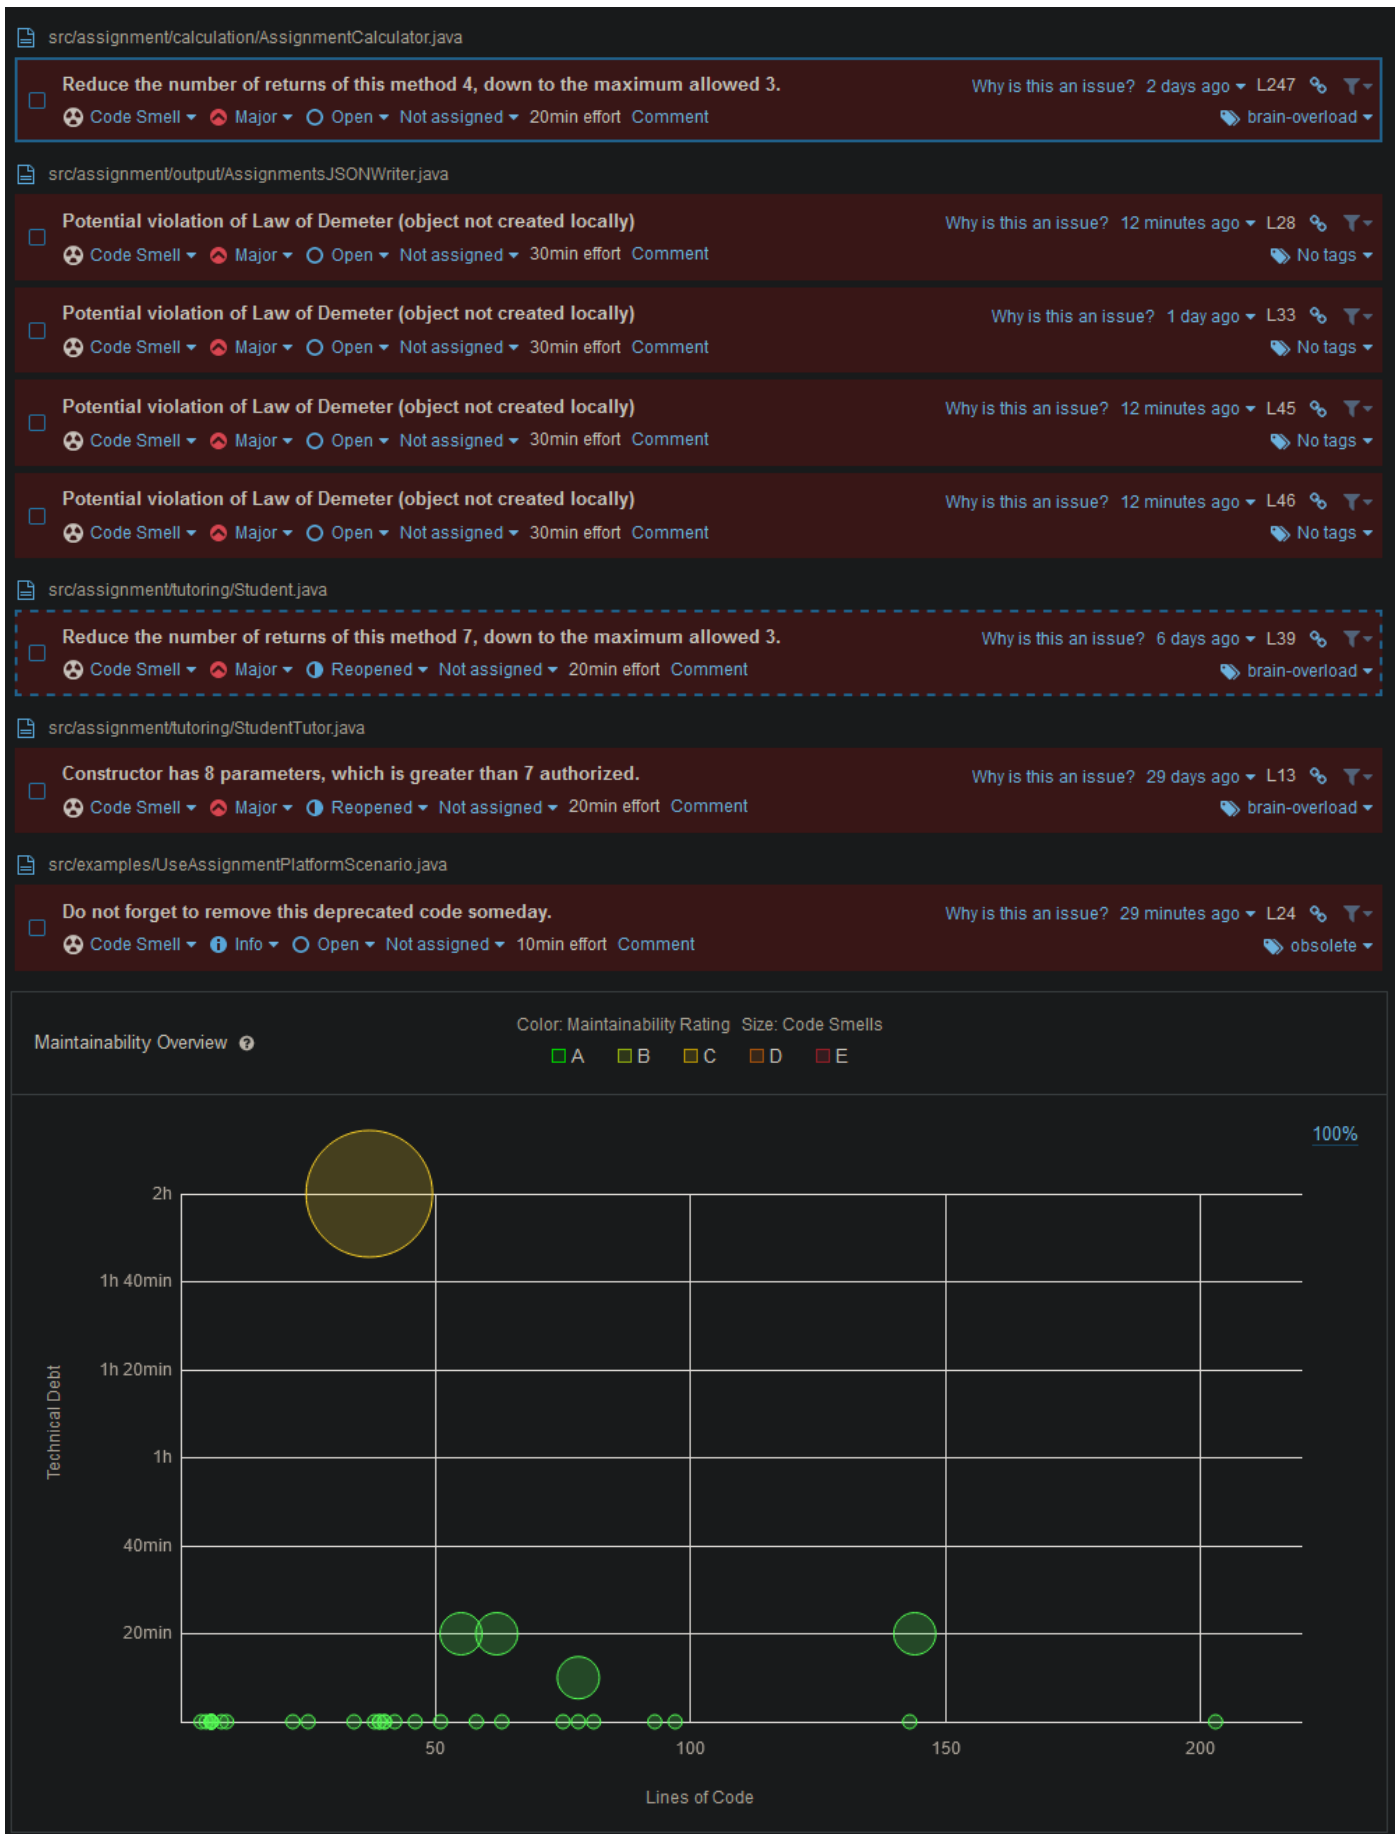 src/assignment/calculation/AssignmentCalculator.java
Reduce the number of returns of this method 4, down to the maximum allowed 3. Why is this an issue? 2 days ago L247
Code Smell Major Open Not assigned 20min effort Comment brain-overload
src/assignment/output/AssignmentsJSONWriter.java
Potential violation of Law of Demeter (object not created locally) Why is this an issue? 12 minutes ago L28
Code Smell Major Open Not assigned 30min effort Comment No tags
Potential violation of Law of Demeter (object not created locally) Why is this an issue? 1 day ago L33
Code Smell Major Open Not assigned 30min effort Comment No tags
Potential violation of Law of Demeter (object not created locally) Why is this an issue? 12 minutes ago L45
Code Smell Major Open Not assigned 30min effort Comment No tags
Potential violation of Law of Demeter (object not created locally) Why is this an issue? 12 minutes ago L46
Code Smell Major Open Not assigned 30min effort Comment No tags
src/assignment/tutoring/Student.java
Reduce the number of returns of this method 7, down to the maximum allowed 3. Why is this an issue? 6 days ago L39
Code Smell Major Reopened Not assigned 20min effort Comment brain-overload
src/assignment/tutoring/StudentTutor.java
Constructor has 8 parameters, which is greater than 7 authorized. Why is this an issue? 29 days ago L13
Code Smell Major Reopened Not assigned 20min effort Comment brain-overload
src/examples/UseAssignmentPlatformScenario.java
Do not forget to remove this deprecated code someday. Why is this an issue? 29 minutes ago L24
Code Smell Info Open Not assigned 10min effort Comment obsolete
Color: Maintainability Rating Size: Code Smells
Maintainability Overview
A B C D E
100%
2h
1h 40min
1h 20min
1h
40min
20min
Technical Debt
50 100 150 200
Lines of Code